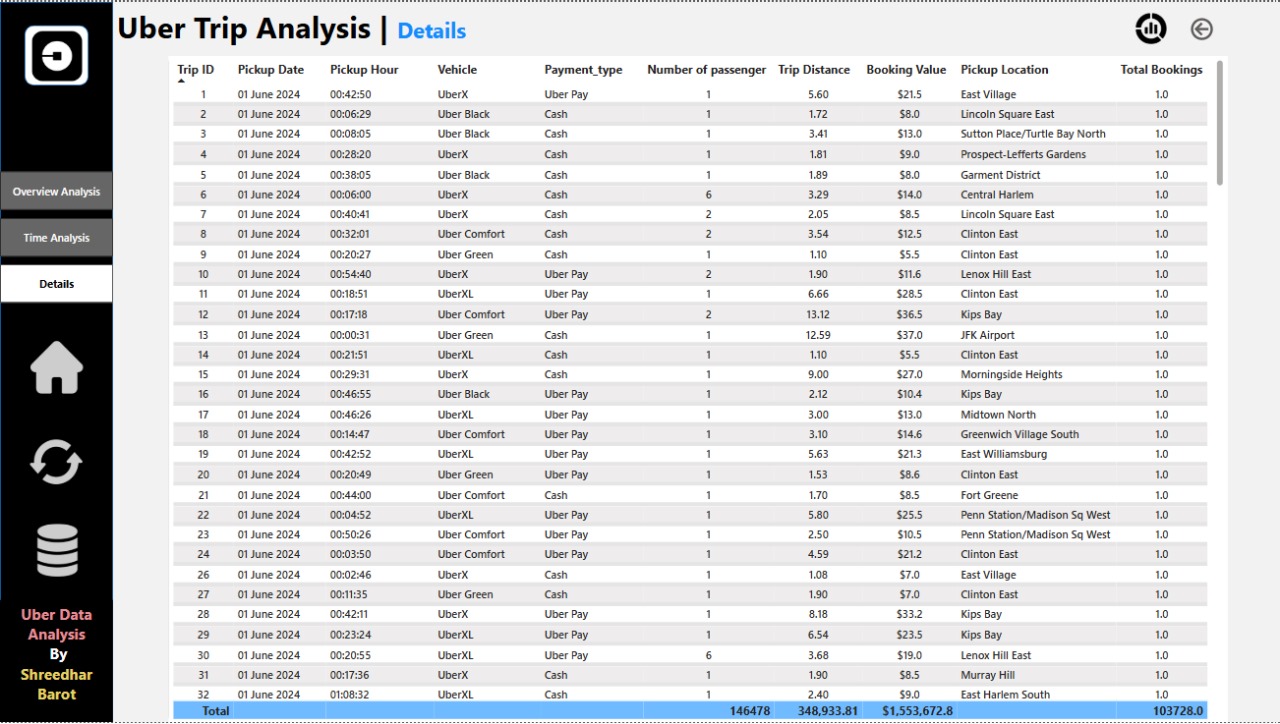 Uber Trip Analysis | Details
Overview Analysis
Time Analysis
Details
Uber Data
Analysis
By
Shreedhar
Barot
Trip ID Pickup Date Pickup Hour Vehicle Payment_type Number of passenger Trip Distance Booking Value Pickup Location Total Bookings
1 01 June 2024 00:42:50 UberX Uber Pay 1 5.60 $21.5 East Village 1.0
2 01 June 2024 00:06:29 Uber Black Cash 1 1.72 $8.0 Lincoln Square East 1.0
3 01 June 2024 00:08:05 Uber Black Cash 1 3.41 $13.0 Sutton Place/Turtle Bay North 1.0
4 01 June 2024 00:28:20 UberX Cash 1 1.81 $9.0 Prospect-Lefferts Gardens 1.0
5 01 June 2024 00:38:05 Uber Black Cash 1 1.89 $8.0 Garment District 1.0
6 01 June 2024 00:06:00 UberX Cash 6 3.29 $14.0 Central Harlem 1.0
7 01 June 2024 00:40:41 UberX Cash 2 2.05 $8.5 Lincoln Square East 1.0
8 01 June 2024 00:32:01 Uber Comfort Cash 2 3.54 $12.5 Clinton East 1.0
9 01 June 2024 00:20:27 Uber Green Cash 1 1.10 $5.5 Clinton East 1.0
10 01 June 2024 00:54:40 UberX Uber Pay 2 1.90 $11.6 Lenox Hill East 1.0
11 01 June 2024 00:18:51 UberXL Uber Pay 1 6.66 $28.5 Clinton East 1.0
12 01 June 2024 00:17:18 Uber Comfort Uber Pay 2 13.12 $36.5 Kips Bay 1.0
13 01 June 2024 00:00:31 Uber Green Cash 1 12.59 $37.0 JFK Airport 1.0
14 01 June 2024 00:21:51 UberXL Cash 1 1.10 $5.5 Clinton East 1.0
15 01 June 2024 00:29:31 UberX Cash 1 9.00 $27.0 Morningside Heights 1.0
16 01 June 2024 00:46:55 Uber Black Uber Pay 1 2.12 $10.4 Kips Bay 1.0
17 01 June 2024 00:46:26 UberXL Uber Pay 1 3.00 $13.0 Midtown North 1.0
18 01 June 2024 00:14:47 Uber Comfort Uber Pay 1 3.10 $14.6 Greenwich Village South 1.0
19 01 June 2024 00:42:52 UberXL Uber Pay 1 5.63 $21.3 East Williamsburg 1.0
20 01 June 2024 00:20:49 Uber Green Uber Pay 1 1.53 $8.6 Clinton East 1.0
21 01 June 2024 00:44:00 Uber Comfort Cash 1 1.70 $8.5 Fort Greene 1.0
22 01 June 2024 00:04:52 UberXL Uber Pay 1 5.80 $25.5 Penn Station/Madison Sq West 1.0
23 01 June 2024 00:50:26 Uber Comfort Uber Pay 1 2.50 $10.5 Penn Station/Madison Sq West 1.0
24 01 June 2024 00:03:50 Uber Comfort Uber Pay 1 4.59 $21.2 Clinton East 1.0
26 01 June 2024 00:02:46 UberX Cash 1 1.08 $7.0 East Village 1.0
27 01 June 2024 00:11:35 Uber Green Cash 1 1.90 $7.0 Clinton East 1.0
28 01 June 2024 00:42:11 UberX Uber Pay 1 8.18 $33.2 Kips Bay 1.0
29 01 June 2024 00:23:24 UberXL Uber Pay 1 6.54 $23.5 Kips Bay 1.0
30 01 June 2024 00:20:55 UberXL Uber Pay 6 3.68 $19.0 Lenox Hill East 1.0
31 01 June 2024 00:17:36 UberX Cash 1 1.90 $8.5 Murray Hill 1.0
32 01 June 2024 01:08:32 UberXL Cash 1 2.40 $9.0 East Harlem South 1.0
Total 146478 348,933.81 $1,553,672.8 103728.0